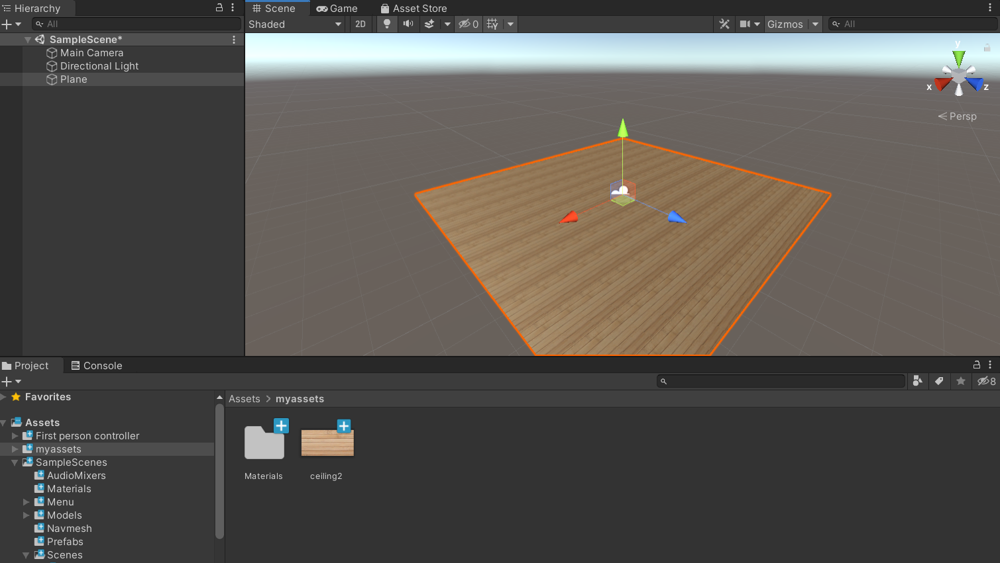 Hierarchy
All
SampleScene*
Main Camera
Directional Light
Plane
Scene
Game
Asset Store
Shaded
2D
0
Gizmos
All
y
x
z
Persp
Project
Console
8
Favorites
Assets
First person controller
myassets
SampleScenes
AudioMixers
Materials
Menu
Models
Navmesh
Prefabs
Scenes
Assets > myassets
Materials
ceiling2